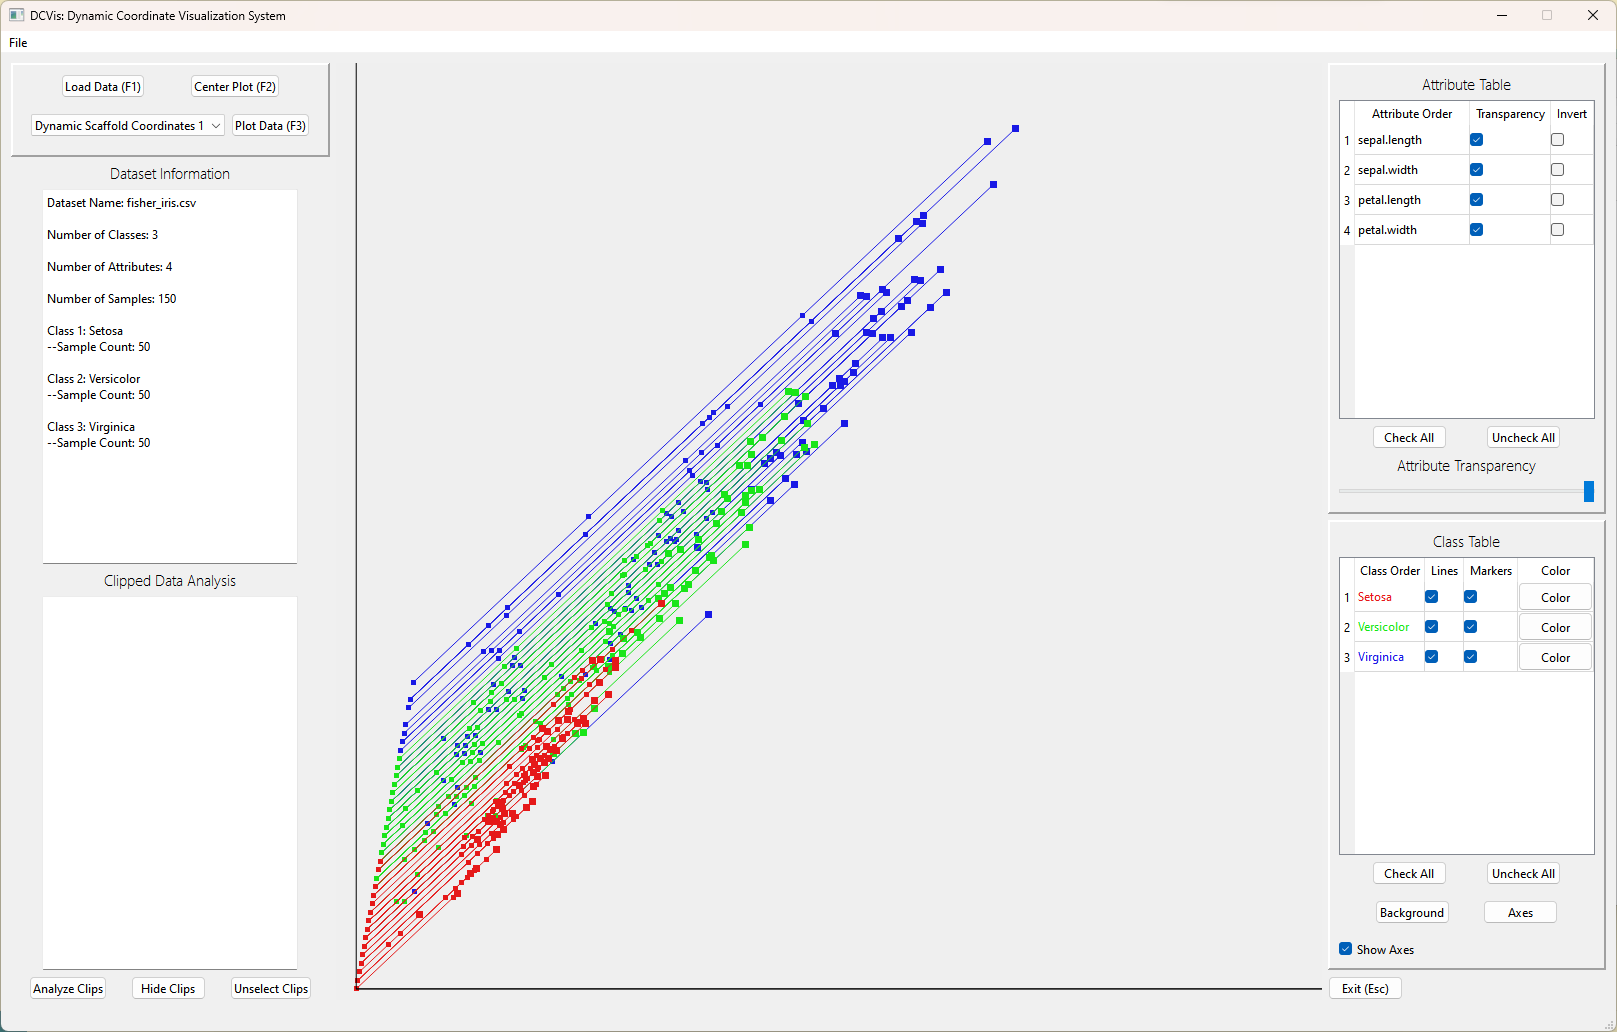 DCVis: Dynamic Coordinate Visualization System
File
Load Data (F1)
Center Plot (F2)
Dynamic Scaffold Coordinates 1
Plot Data (F3)
Dataset Information
Dataset Name: fisher_iris.csv
Number of Classes: 3
Number of Attributes: 4
Number of Samples: 150
Class 1: Setosa
--Sample Count: 50
Class 2: Versicolor
--Sample Count: 50
Class 3: Virginica
--Sample Count: 50
Clipped Data Analysis
Analyze Clips
Hide Clips
Unselect Clips
Attribute Table
Attribute Order Transparency Invert
1 sepal.length
2 sepal.width
3 petal.length
4 petal.width
Check All
Uncheck All
Attribute Transparency
Class Table
Class Order Lines Markers Color
1 Setosa Color
2 Versicolor Color
3 Virginica Color
Check All
Uncheck All
Background
Axes
Show Axes
Exit (Esc)